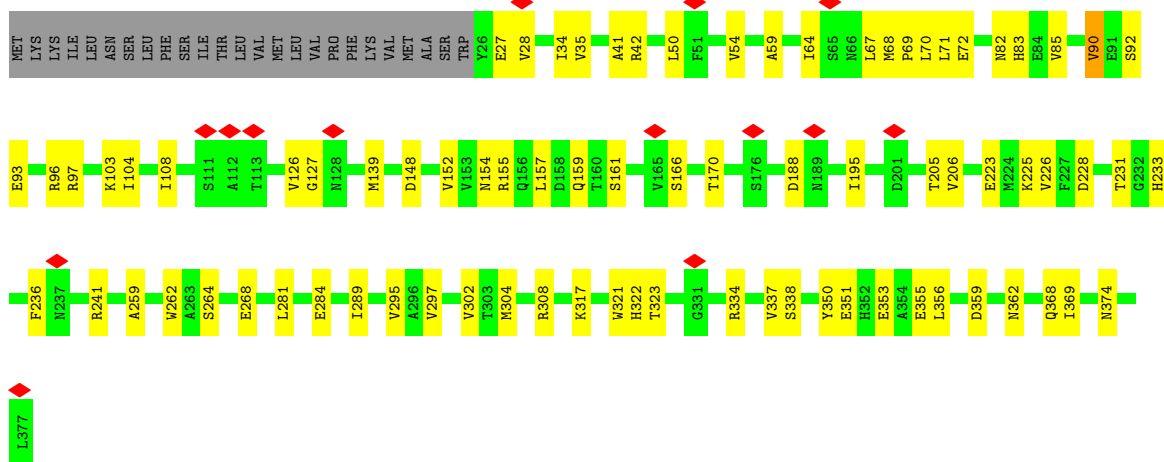 MET LYS LYS ILE LEU ASN SER LEU PHE SER ILE THR LEU VAL MET LEU VAL PRO PHE LYS VAL MET ALA SER TRP Y26 E27 V28 I34 V35 A41 R42 L50 F51 V54 A59 I64 S65 N66 L67 M68 P69 L70 L71 E72 N82 H83 E84 V85 V90 E91 S92
E93 R96 R97 K103 I104 I108 S111 A112 T113 V126 G127 N128 M139 D148 V152 V153 N154 R155 Q156 L157 D158 Q159 T160 S161 V165 S166 T170 S176 D188 N189 I195 D201 T205 V206 E223 M224 K225 V226 F227 D228 T231 G232 H233
F236 N237 R241 A259 W262 A263 S264 E268 L281 E284 I289 V295 A296 V297 V302 T303 M304 R308 K317 W321 H322 T323 G331 R334 V337 S338 Y350 E351 H352 E353 A354 E355 L356 D359 N362 Q368 I369 N374
L377